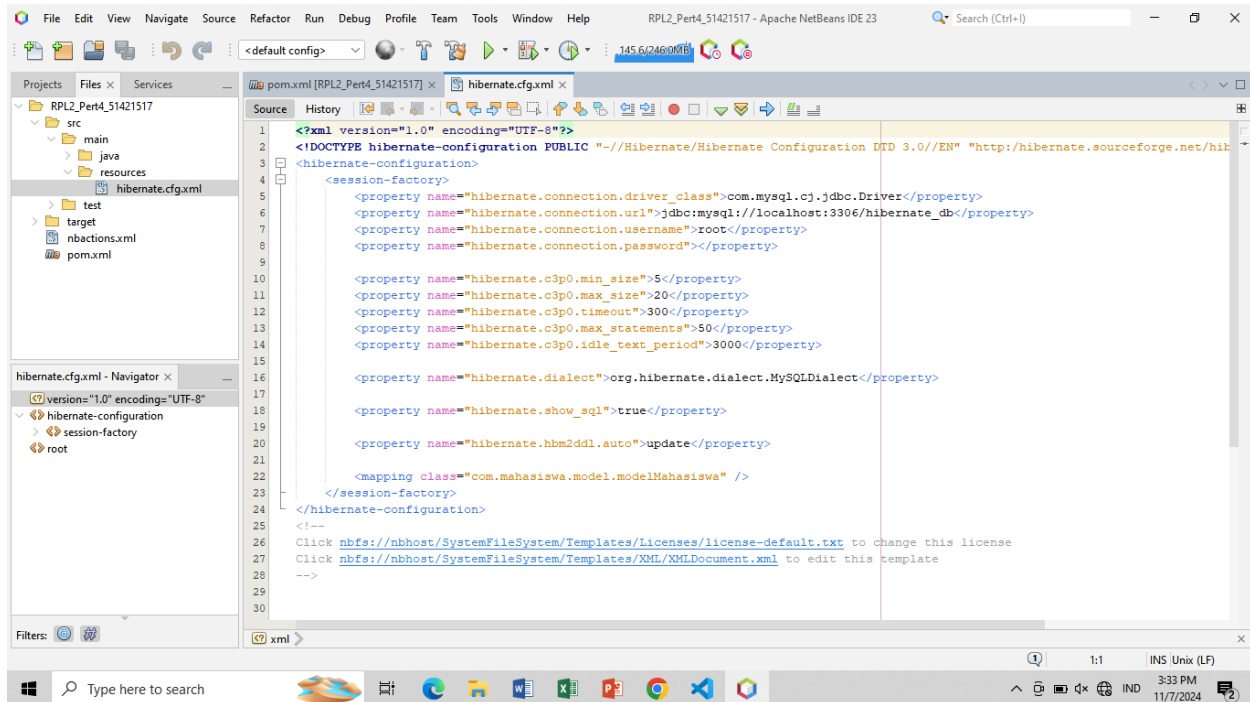 File Edit View Navigate Source Refactor Run Debug Profile Team Tools Window Help RPL2_Pert4_51421517 - Apache NetBeans IDE 23 Search (Ctrl+I)
<default config> 145.6/246.0MB
Projects Files Services
pom.xml [RPL2_Pert4_51421517] hibernate.cfg.xml
RPL2_Pert4_51421517
src
main
java
resources
hibernate.cfg.xml
test
target
nbactions.xml
pom.xml
hibernate.cfg.xml - Navigator
version="1.0" encoding="UTF-8"
hibernate-configuration
session-factory
root
Filters:
Source History
1 <?xml version="1.0" encoding="UTF-8"?>
2 <!DOCTYPE hibernate-configuration PUBLIC "-//Hibernate/Hibernate Configuration DTD 3.0//EN" "http:/hibernate.sourceforge.net/hib
3 <hibernate-configuration>
4 <session-factory>
5 <property name="hibernate.connection.driver_class">com.mysql.cj.jdbc.Driver</property>
6 <property name="hibernate.connection.url">jdbc:mysql://localhost:3306/hibernate_db</property>
7 <property name="hibernate.connection.username">root</property>
8 <property name="hibernate.connection.password"></property>
9
10 <property name="hibernate.c3p0.min_size">5</property>
11 <property name="hibernate.c3p0.max_size">20</property>
12 <property name="hibernate.c3p0.timeout">300</property>
13 <property name="hibernate.c3p0.max_statements">50</property>
14 <property name="hibernate.c3p0.idle_text_period">3000</property>
15
16 <property name="hibernate.dialect">org.hibernate.dialect.MySQLDialect</property>
17
18 <property name="hibernate.show_sql">true</property>
19
20 <property name="hibernate.hbm2ddl.auto">update</property>
21
22 <mapping class="com.mahasiswa.model.modelMahasiswa" />
23 </session-factory>
24 </hibernate-configuration>
25 <!--
26 Click nbfs://nbhost/SystemFileSystem/Templates/Licenses/license-default.txt to change this license
27 Click nbfs://nbhost/SystemFileSystem/Templates/XML/XMLDocument.xml to edit this template
28 -->
29
30
xml
1 1:1 INS Unix (LF)
Type here to search
IND 3:33 PM
11/7/2024 2